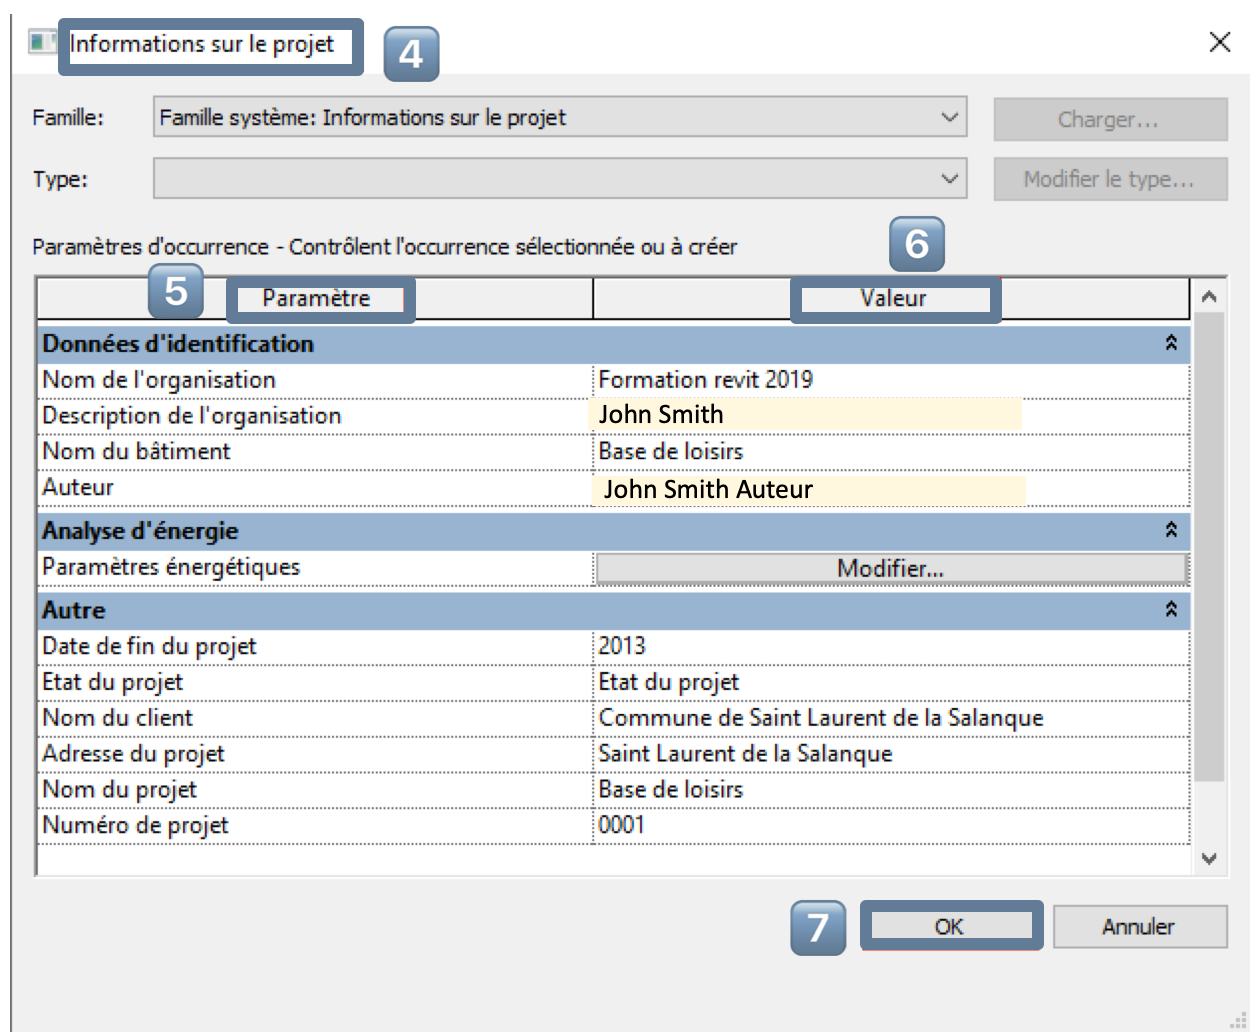 Informations sur le projet 4
Famille: Famille système: Informations sur le projet Charger...
Type: Modifier le type...
Paramètres d'occurrence - Contrôlent l'occurrence sélectionnée ou à créer 6
5 Paramètre Valeur
Données d'identification
Nom de l'organisation Formation revit 2019
Description de l'organisation John Smith
Nom du bâtiment Base de loisirs
Auteur John Smith Auteur
Analyse d'énergie
Paramètres énergétiques Modifier...
Autre
Date de fin du projet 2013
Etat du projet Etat du projet
Nom du client Commune de Saint Laurent de la Salanque
Adresse du projet Saint Laurent de la Salanque
Nom du projet Base de loisirs
Numéro de projet 0001
7 OK Annuler